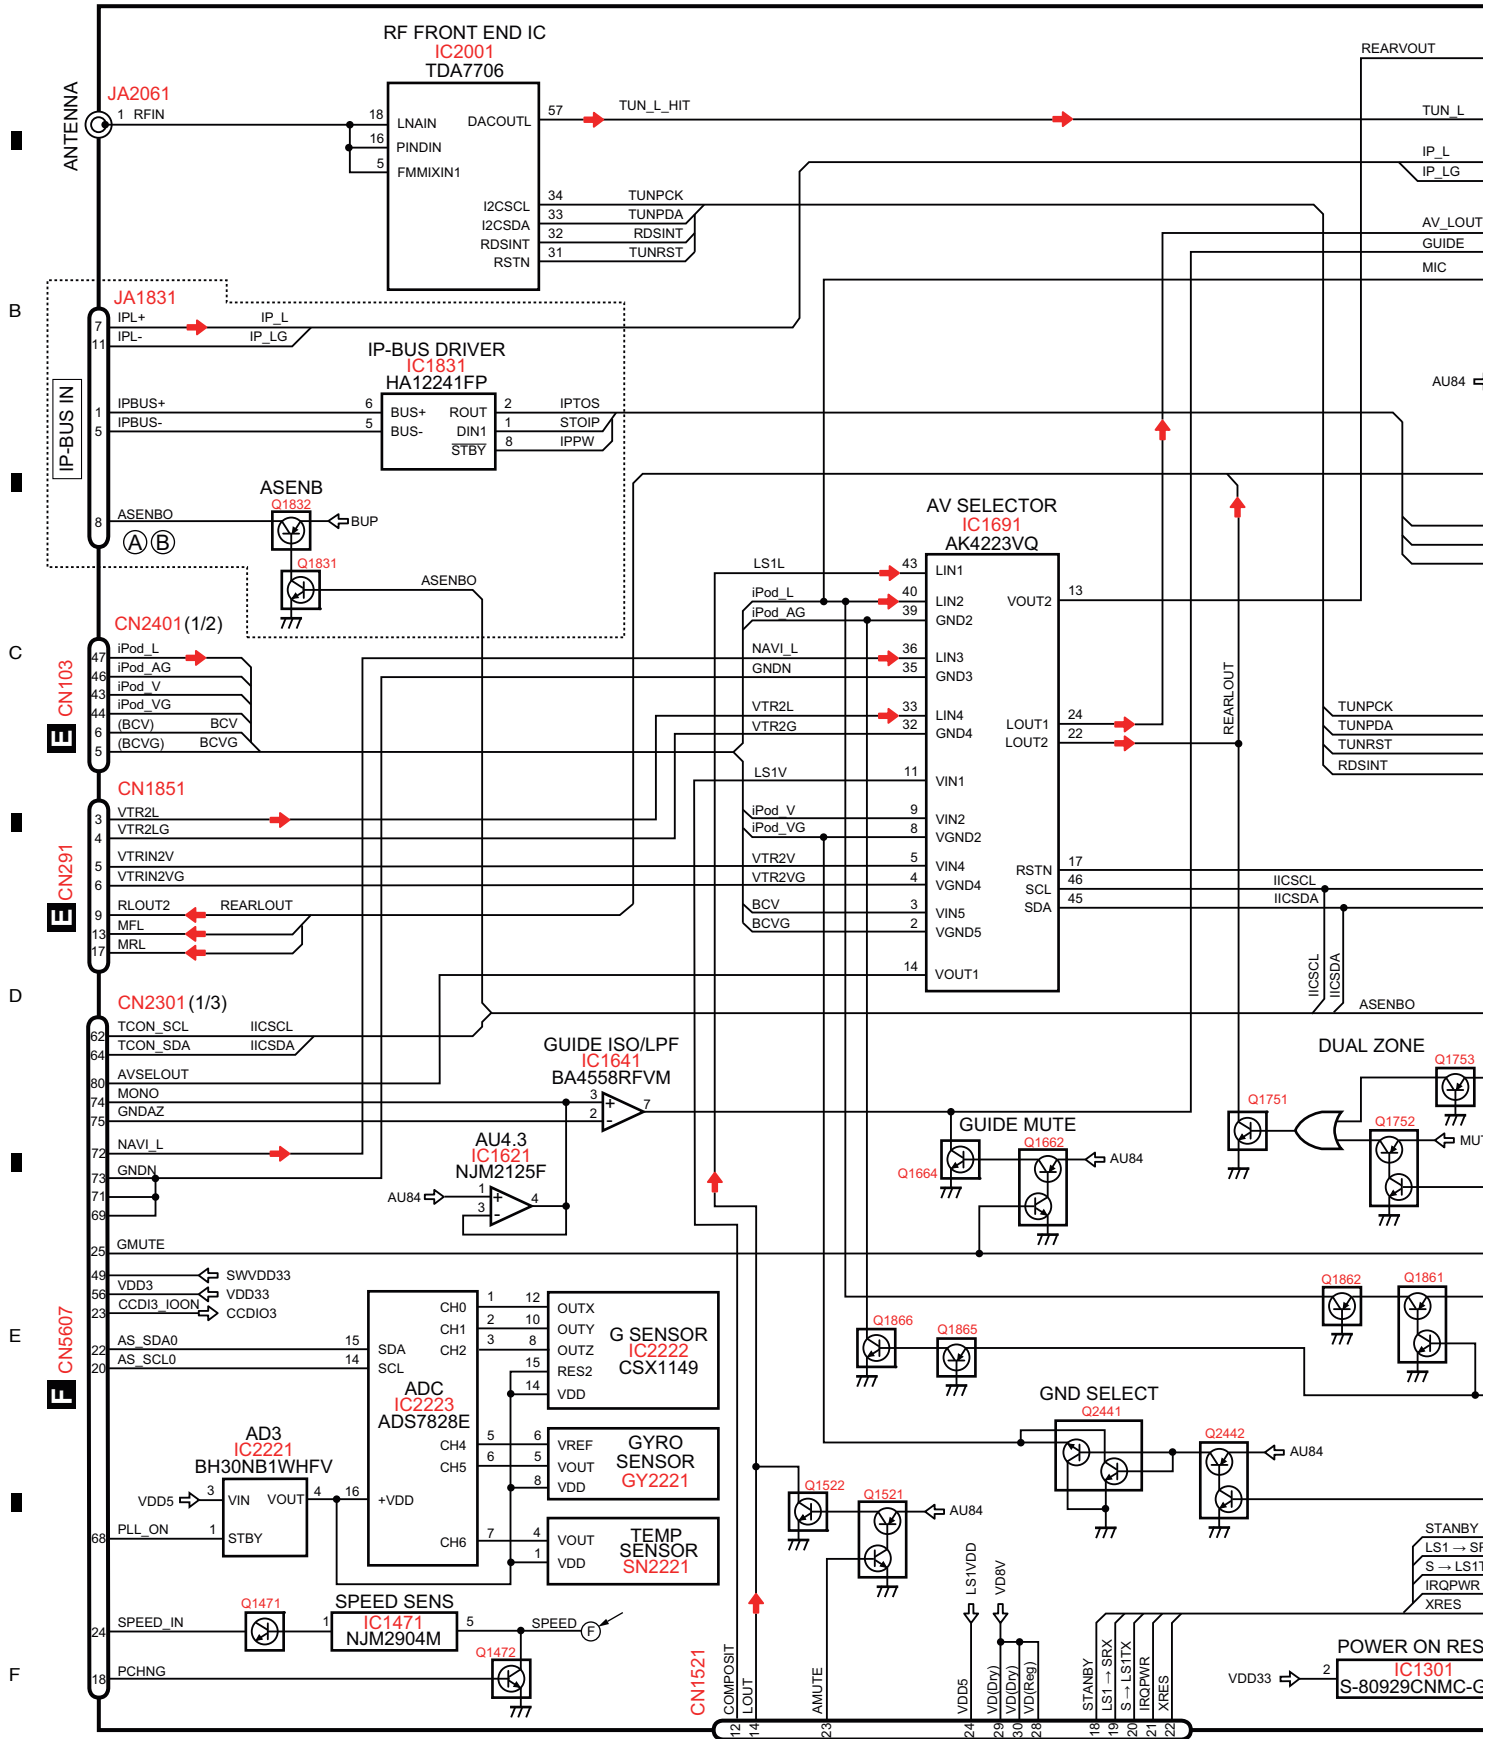 RF FRONT END IC
IC2001
TDA7706
REARVOUT
ANTENNA
JA2061
1 RFIN
18 LNAIN
16 PINDIN
5 FMMIXIN1
DACOUTL 57
TUN_L_HIT
TUN_L
IP_L
IP_LG
I2CSCL 34 TUNPCK
I2CSDA 33 TUNPDA
RDSINT 32 RDSINT
RSTN 31 TUNRST
AV_LOUT
GUIDE
MIC
B
JA1831
7 IPL+ IP_L
11 IPL- IP_LG
IP-BUS DRIVER
IC1831
HA12241FP
IP-BUS IN
1 IPBUS+ 6 BUS+ ROUT 2 IPTOS
5 IPBUS- 5 BUS- DIN1 1 STOIP
STBY 8 IPPW
AU84
ASENB
Q1832
8 ASENBO
BUP
A B
Q1831
ASENBO
AV SELECTOR
IC1691
AK4223VQ
LS1L 43 LIN1
iPod_L 40 LIN2
iPod_AG 39 GND2
VOUT2 13
NAVI_L 36 LIN3
GNDN 35 GND3
VTR2L 33 LIN4
VTR2G 32 GND4
LOUT1 24
LOUT2 22
LS1V 11 VIN1
iPod_V 9 VIN2
iPod_VG 8 VGND2
VTR2V 5 VIN4
VTR2VG 4 VGND4
BCV 3 VIN5
BCVG 2 VGND5
14 VOUT1
RSTN 17
SCL 46 IICSCL
SDA 45 IICSDA
REARLOUT
TUNPCK
TUNPDA
TUNRST
RDSINT
C
CN2401 (1/2)
E CN103
47 iPod_L
46 iPod_AG
43 iPod_V
44 iPod_VG
6 (BCV) BCV
5 (BCVG) BCVG
CN1851
E CN291
3 VTR2L
4 VTR2LG
5 VTRIN2V
6 VTRIN2VG
9 RLOUT2 REARLOUT
13 MFL
17 MRL
IICSCL
IICSDA
ASENBO
D
CN2301 (1/3)
62 TCON_SCL IICSCL
64 TCON_SDA IICSDA
80 AVSELOUT
74 MONO
75 GNDAZ
72 NAVI_L
73 GNDN
71
69
25 GMUTE
49 SWVDD33
56 VDD3 VDD33
23 CCDI3_IOON CCDIO3
22 AS_SDA0
20 AS_SCL0
68 PLL_ON
24 SPEED_IN
18 PCHNG
GUIDE ISO/LPF
IC1641
BA4558RFVM
3 +
2 -
7
AU4.3
IC1621
NJM2125F
AU84
1 +
3 -
4
GUIDE MUTE
Q1662
Q1664
AU84
DUAL ZONE
Q1753
Q1751
Q1752
E
F CN5607
15 SDA
14 SCL
ADC
IC2223
ADS7828E
CH0 1
CH1 2
CH2 3
CH4 5
CH5 6
CH6 7
16 +VDD
12 OUTX
10 OUTY
8 OUTZ
15 RES2
14 VDD
G SENSOR
IC2222
CSX1149
6 VREF
5 VOUT
8 VDD
GYRO
SENSOR
GY2221
4 VOUT
1 VDD
TEMP
SENSOR
SN2221
AD3
IC2221
BH30NB1WHFV
VDD5 3 VIN VOUT 4
1 STBY
Q1866
Q1865
Q1862
Q1861
GND SELECT
Q2441
Q2442
AU84
Q1522
Q1521
AU84
SPEED SENS
Q1471
1 IC1471 5
NJM2904M
SPEED F
Q1472
F
CN1521
12 COMPOSIT
14 LOUT
23 AMUTE
24 VDD5 LS1VDD
29 VD(Dry) VD8V
30 VD(Dry)
28 VD(Reg)
18 STANBY
19 LS1 → SRX
20 S → LS1TX
21 IRQPWR
22 XRES
STANBY
IRQPWR
XRES
POWER ON
VDD33 2 IC1301